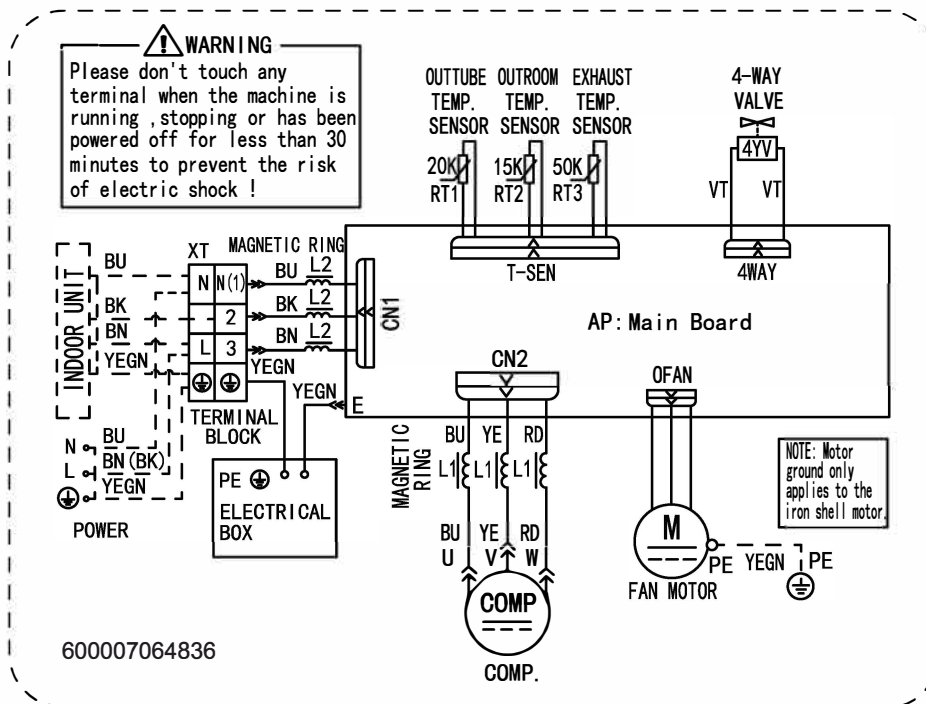 WARNING
Please don't touch any
terminal when the machine is
running ,stopping or has been
powered off for less than 30
minutes to prevent the risk
of electric shock !
OUTTUBE
TEMP.
SENSOR
OUTROOM
TEMP.
SENSOR
EXHAUST
TEMP.
SENSOR
4-WAY
VALVE
20K
RT1
15K
RT2
50K
RT3
4YV
VT
VT
T-SEN
4WAY
INDOOR UNIT
BU
BK
BN
YEGN
XT
N
N(1)
2
L
3
TERMINAL
BLOCK
MAGNETIC RING
BU
L2
BK
L2
BN
L2
YEGN
CN1
AP:Main Board
YEGN
E
CN2
OFAN
N
BU
L
BN(BK)
YEGN
POWER
PE
ELECTRICAL
BOX
MAGNETIC
RING
BU
YE
RD
L1
L1
L1
BU
YE
RD
U
V
W
COMP
COMP.
M
FAN MOTOR
PE
YEGN
PE
NOTE: Motor
ground only
applies to the
iron shell motor.
600007064836